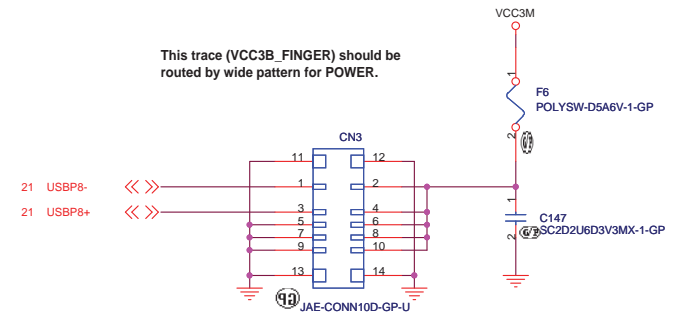 VCC3M
This trace (VCC3B_FINGER) should be
routed by wide pattern for POWER.
1
F6
POLYSW-D5A6V-1-GP
2
CN3
11 12
21 USBP8- 1 2
21 USBP8+ 3 4
5 6
7 8
9 10
13 14
1
C147
2 SC2D2U6D3V3MX-1-GP
JAE-CONN10D-GP-U